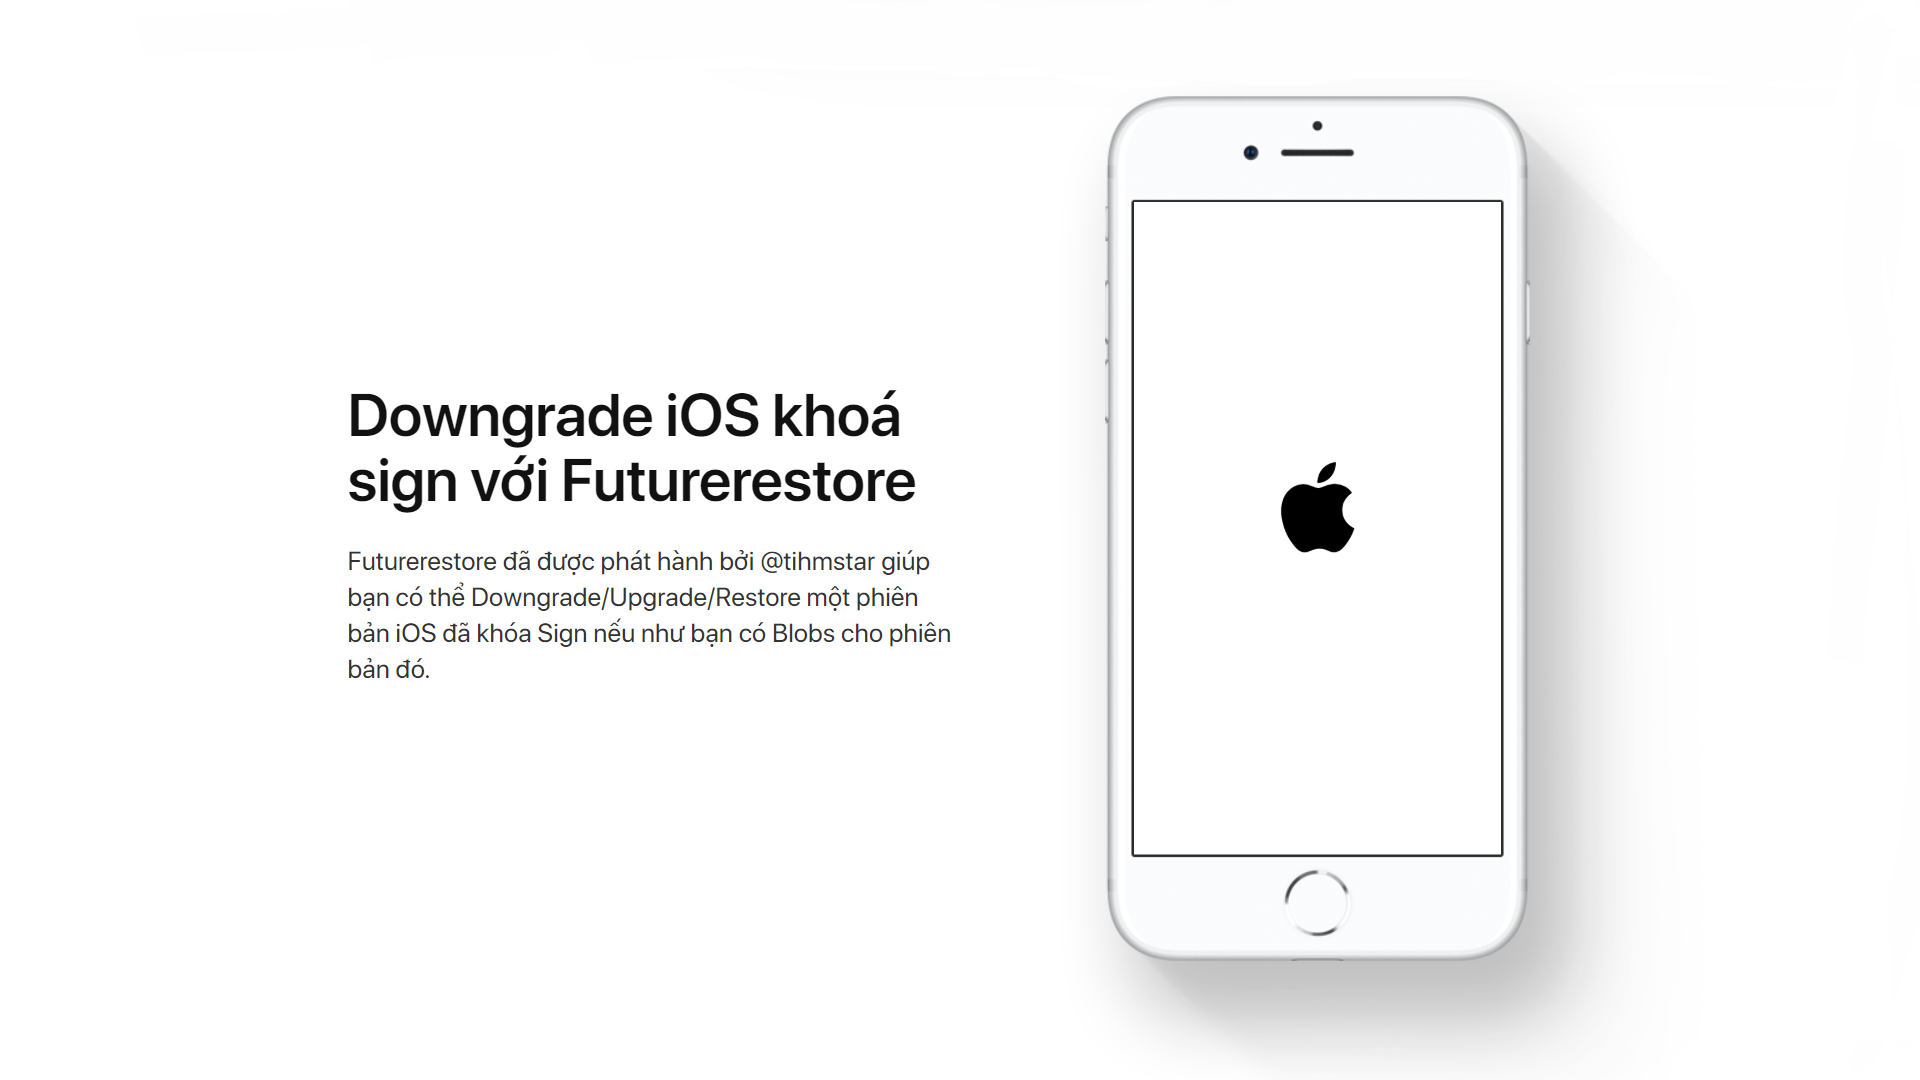 Downgrade iOS khoá
sign với Futurerestore
Futurerestore đã được phát hành bởi @tihmstar giúp
bạn có thể Downgrade/Upgrade/Restore một phiên
bản iOS đã khóa Sign nếu như bạn có Blobs cho phiên
bản đó.